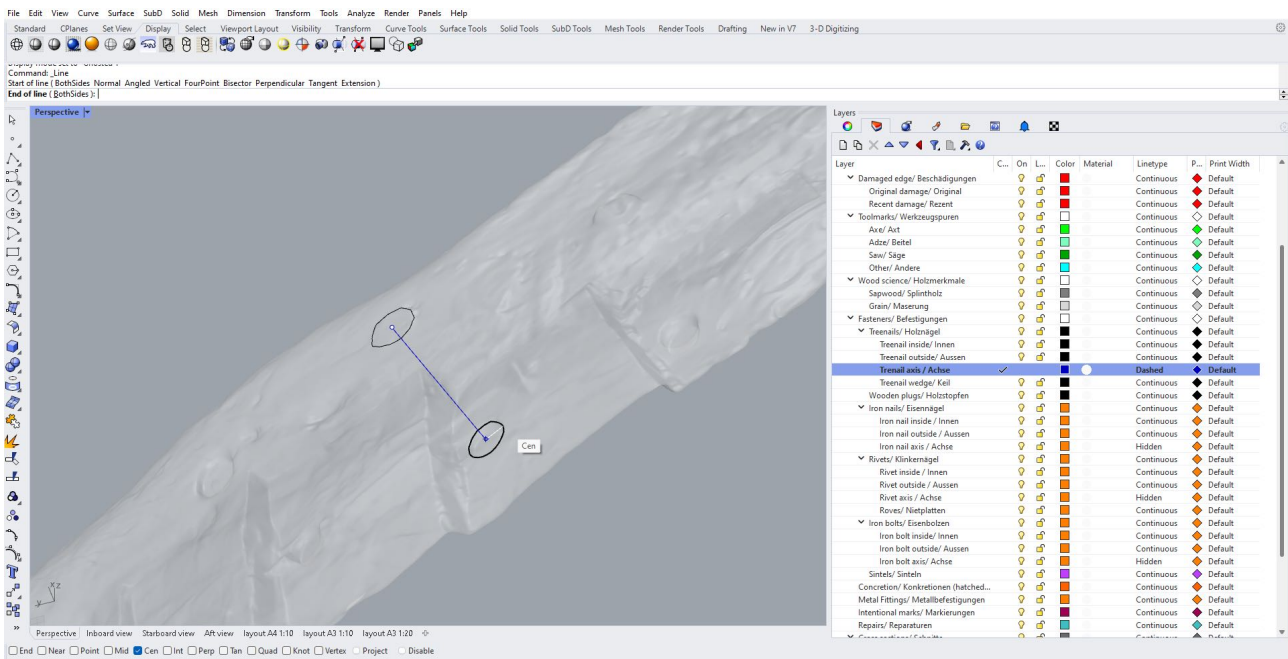 File Edit View Curve Surface SubD Solid Mesh Dimension Transform Tools Analyze Render Panels Help
Standard CPlanes Set View Display Select Viewport Layout Visibility Transform Curve Tools Surface Tools Solid Tools SubD Tools Mesh Tools Render Tools Drafting New in V7 3-D Digitizing
Command: _Line
Start of line ( BothSides Normal Angled Vertical FourPoint Bisector Perpendicular Tangent Extension )
End of line ( BothSides ):
Perspective
Cen
z
x
y
Perspective Inboard view Starboard view Aft view layout A4 1:10 layout A3 1:10 layout A3 1:20
End Near Point Mid Cen Int Perp Tan Quad Knot Vertex Project Disable
Layers
Layer C... On L... Color Material Linetype P... Print Width
Damaged edge/ Beschädigungen Continuous Default
Original damage/ Original Continuous Default
Recent damage/ Rezent Continuous Default
Toolmarks/ Werkzeugspuren Continuous Default
Axe/ Axt Continuous Default
Adze/ Beitel Continuous Default
Saw/ Säge Continuous Default
Other/ Andere Continuous Default
Wood science/ Holzmerkmale Continuous Default
Sapwood/ Splintholz Continuous Default
Grain/ Maserung Continuous Default
Fasteners/ Befestigungen Continuous Default
Treenails/ Holznägel Continuous Default
Treenail inside/ Innen Continuous Default
Treenail outside/ Aussen Continuous Default
Trenail axis / Achse Dashed Default
Treenail wedge/ Keil Continuous Default
Wooden plugs/ Holzstopfen Continuous Default
Iron nails/ Eisennägel Continuous Default
Iron nail inside / Innen Continuous Default
Iron nail outside / Aussen Continuous Default
Iron nail axis / Achse Hidden Default
Rivets/ Klinkernägel Continuous Default
Rivet inside / Innen Continuous Default
Rivet outside / Aussen Continuous Default
Rivet axis / Achse Hidden Default
Roves/ Nietplatten Continuous Default
Iron bolts/ Eisenbolzen Continuous Default
Iron bolt inside/ Innen Continuous Default
Iron bolt outside/ Aussen Continuous Default
Iron bolt axis/ Achse Hidden Default
Sintels/ Sinteln Continuous Default
Concretion/ Konkretionen (hatched... Continuous Default
Metal Fittings/ Metallbefestigungen Continuous Default
Intentional marks/ Markierungen Continuous Default
Repairs/ Reparaturen Continuous Default